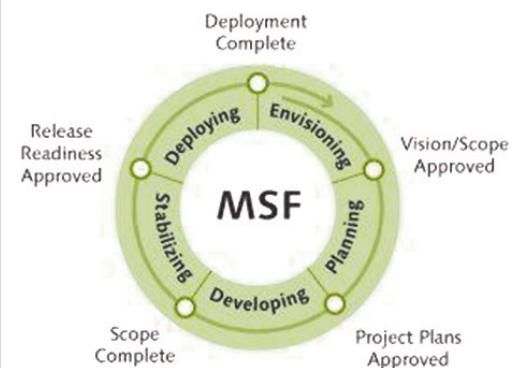 Deployment
Complete
Deploying
Envisioning
Release
Readiness
Approved
Vision/Scope
Approved
MSF
Stabilizing
Planning
Developing
Scope
Complete
Project Plans
Approved